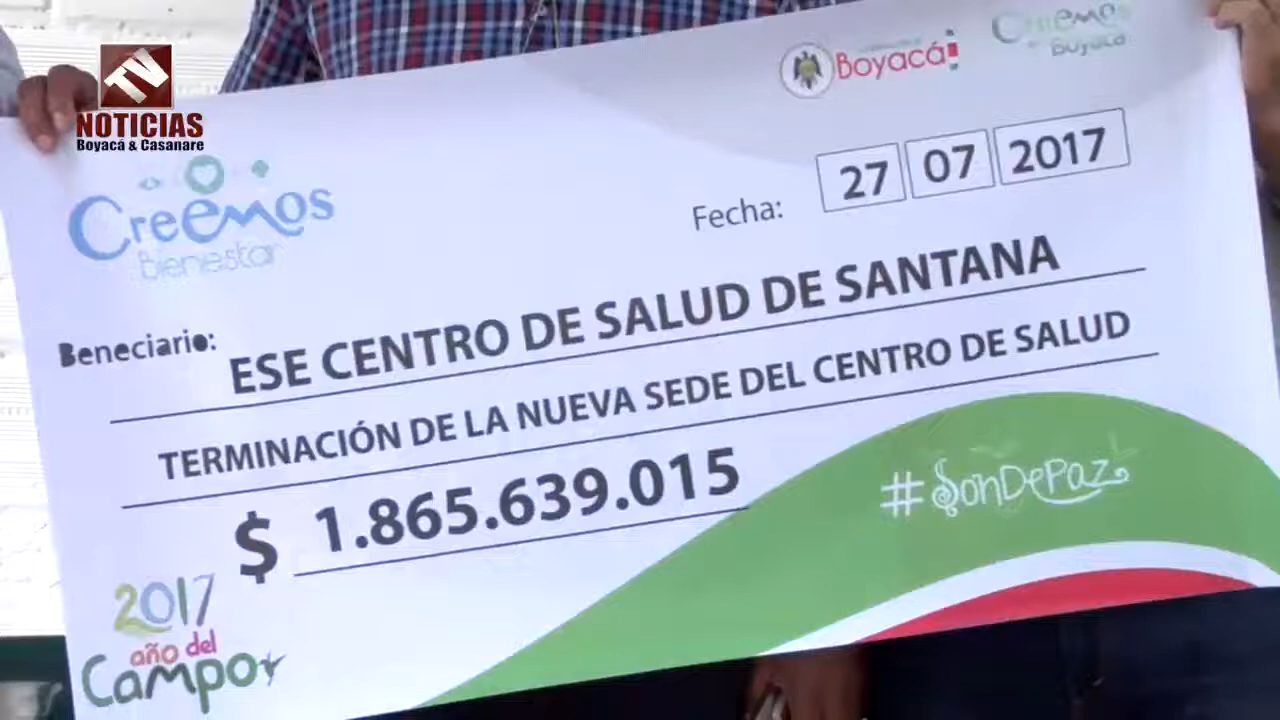 TV
NOTICIAS
Boyacá & Casanare
Boyacá
Creemos
Boyacá
Creemos
Bienestar
Fecha: 27 07 2017
Beneciario: ESE CENTRO DE SALUD DE SANTANA
TERMINACIÓN DE LA NUEVA SEDE DEL CENTRO DE SALUD
$ 1.865.639.015
#SonDePaz
2017
año del
Campo